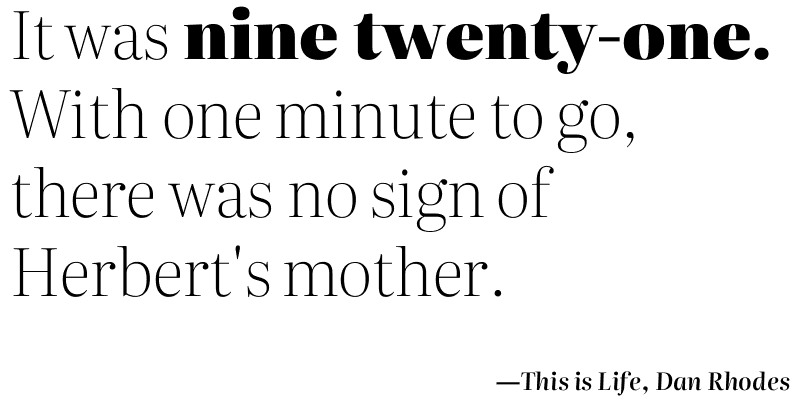 It was nine twenty-one.
With one minute to go,
there was no sign of
Herbert's mother.
—This is Life, Dan Rhodes